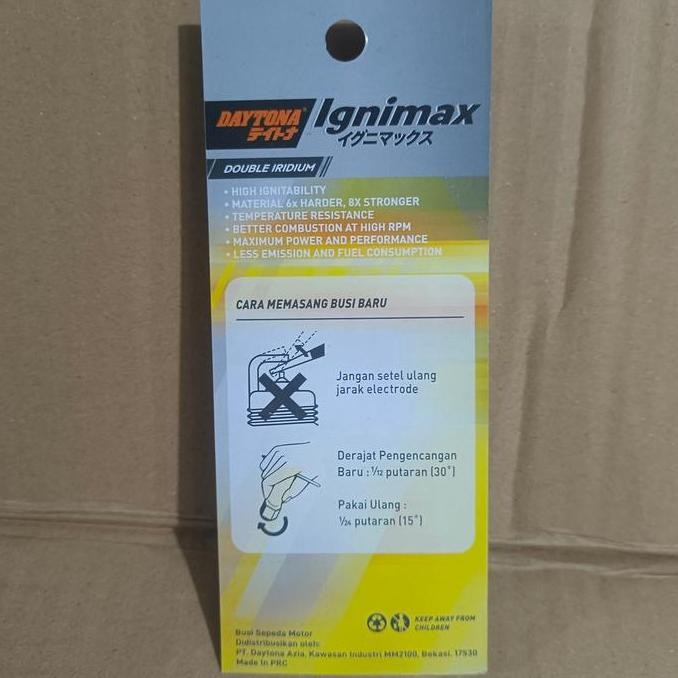 DAYTONA
デイトナ
Ignimax
イグニマックス
DOUBLE IRIDIUM
• HIGH IGNITABILITY
• MATERIAL 6x HARDER, 8X STRONGER
• TEMPERATURE RESISTANCE
• BETTER COMBUSTION AT HIGH RPM
• MAXIMUM POWER AND PERFORMANCE
• LESS EMISSION AND FUEL CONSUMPTION
CARA MEMASANG BUSI BARU
Jangan setel ulang
jarak electrode
Derajat Pengencangan
Baru : 1/12 putaran (30°)
Pakai Ulang :
1/24 putaran (15°)
KEEP AWAY FROM
CHILDREN
Busi Sepeda Motor
Didistribusikan oleh:
PT. Daytona Azia, Kawasan Industri MM2100, Bekasi. 17530
Made in PRC